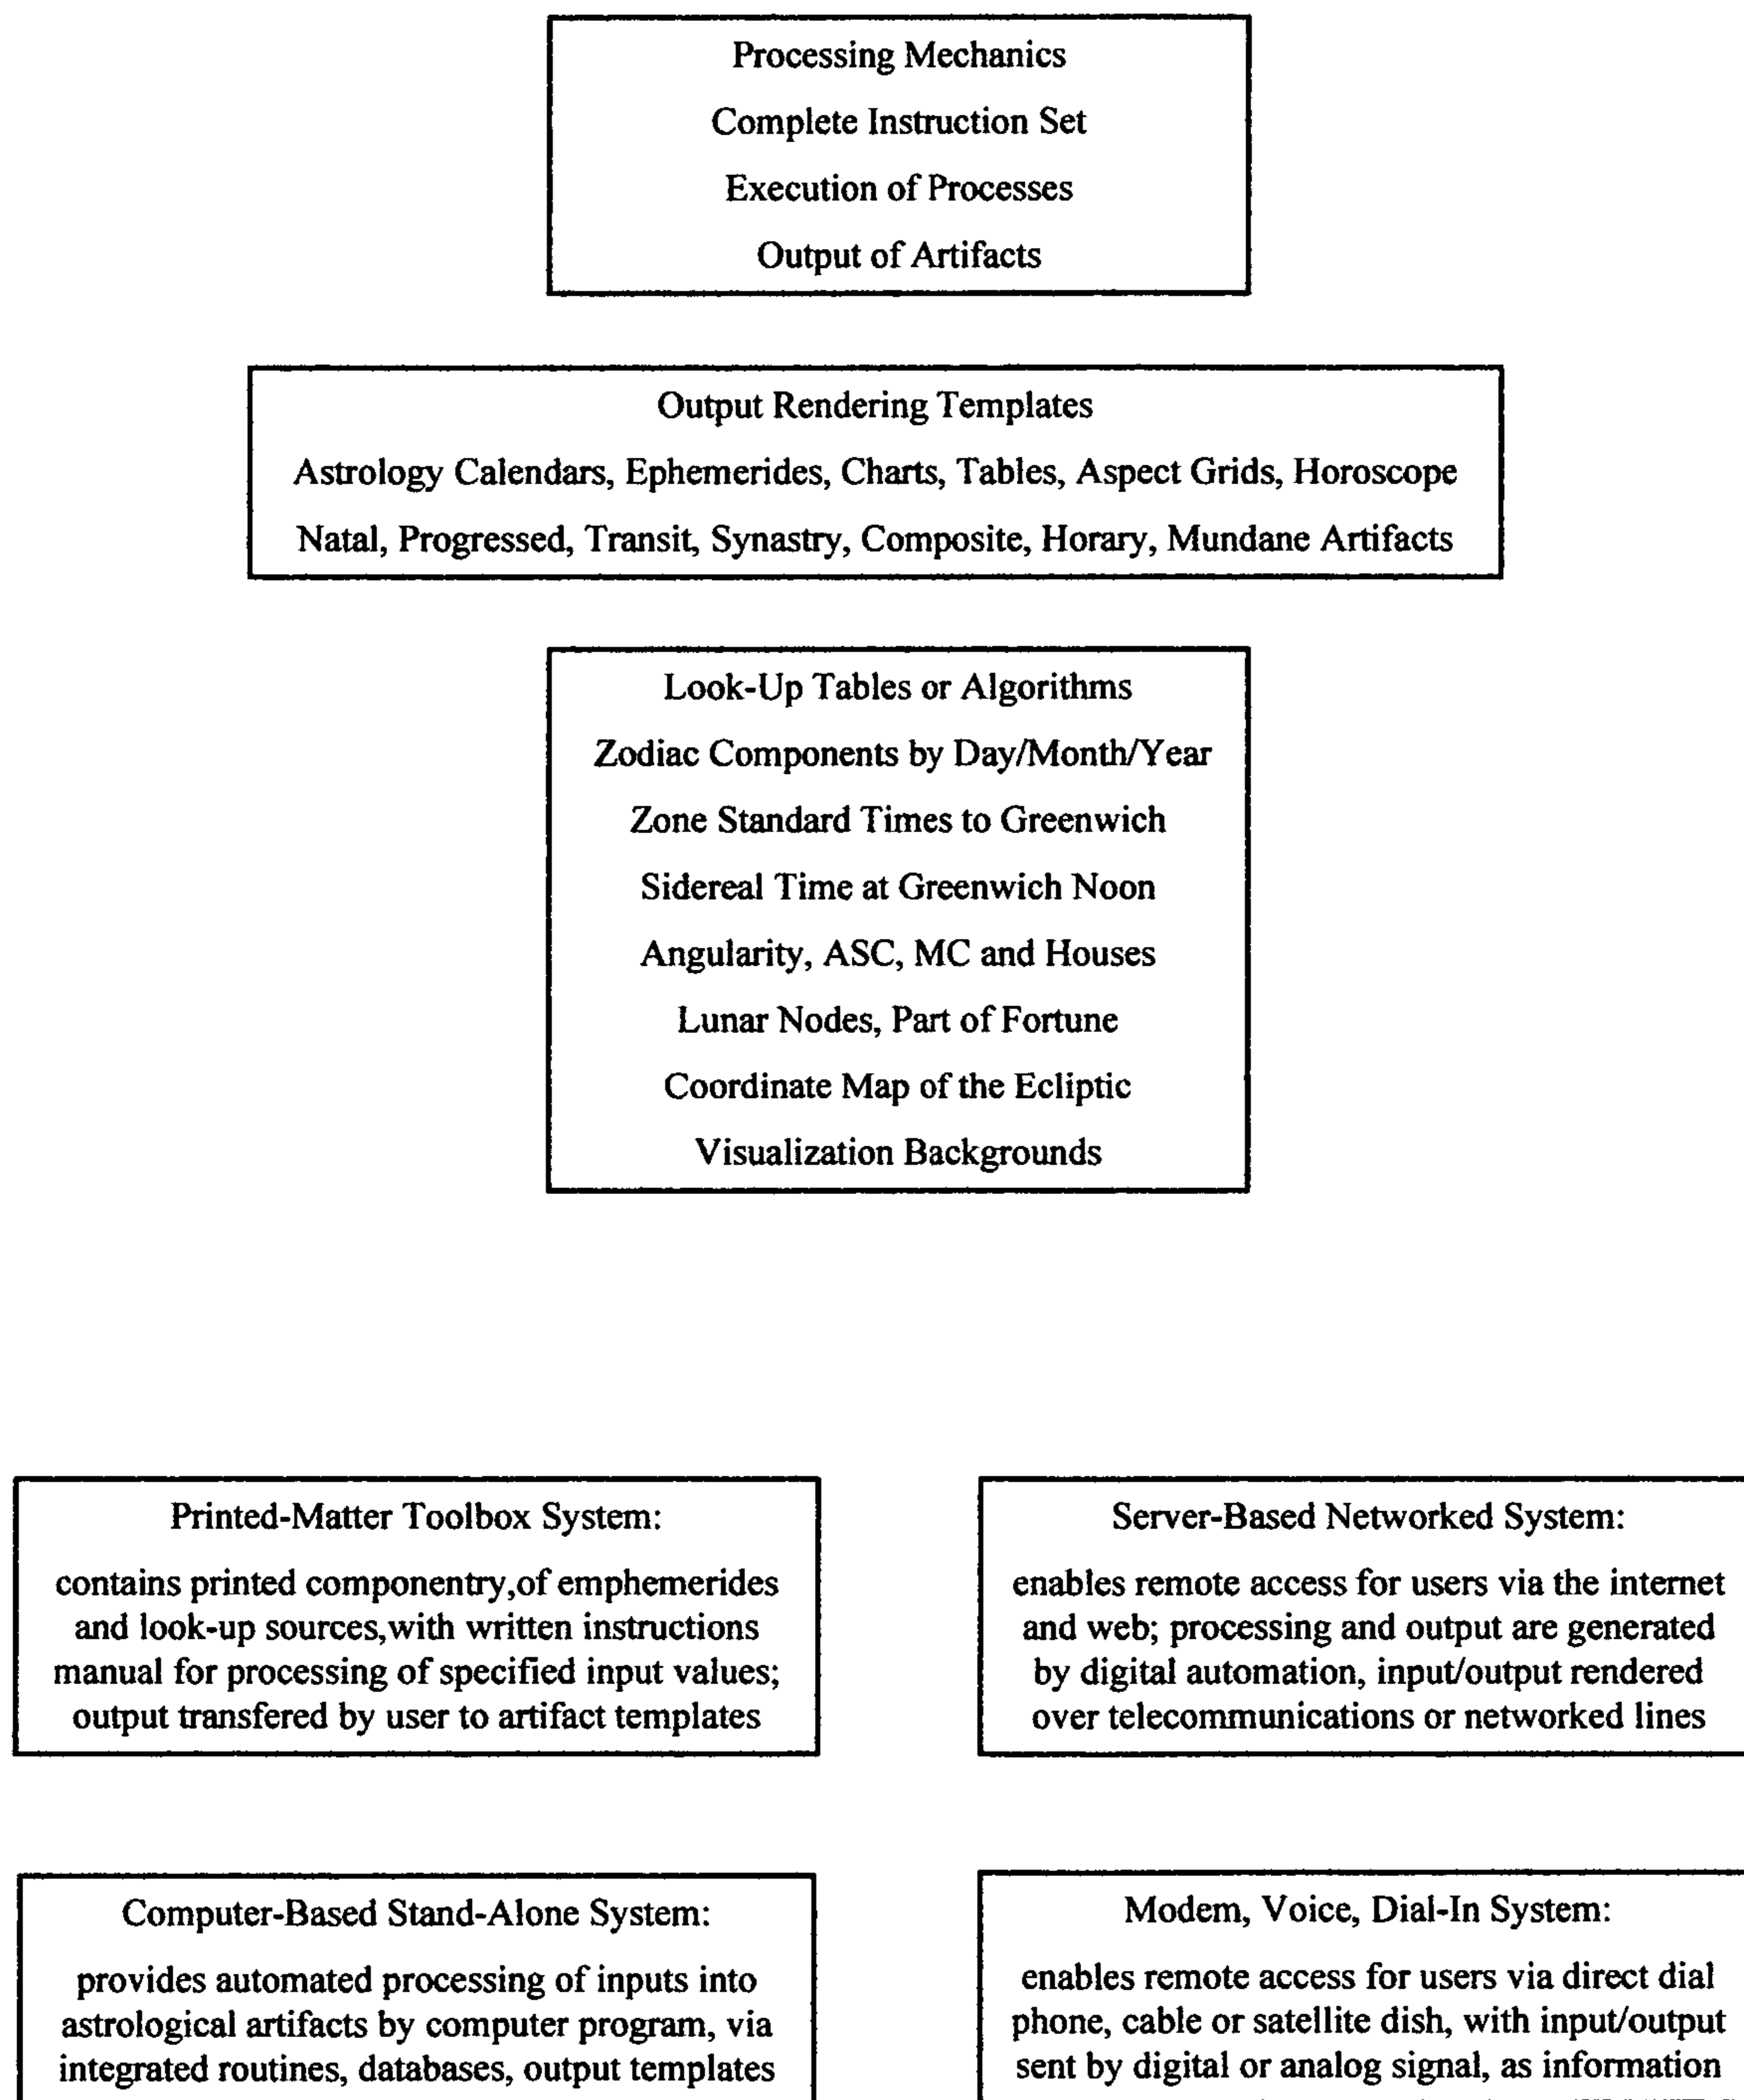 Processing Mechanics
Complete Instruction Set
Execution of Processes
Output of Artifacts
Output Rendering Templates
Astrology Calendars, Ephemerides, Charts, Tables, Aspect Grids, Horoscope
Natal, Progressed, Transit, Synastry, Composite, Horary, Mundane Artifacts
Look-Up Tables or Algorithms
Zodiac Components by Day/Month/Year
Zone Standard Times to Greenwich
Sidereal Time at Greenwich Noon
Angularity, ASC, MC and Houses
Lunar Nodes, Part of Fortune
Coordinate Map of the Ecliptic
Visualization Backgrounds
Printed-Matter Toolbox System:
contains printed componentry,of emphemerides
and look-up sources,with written instructions
manual for processing of specified input values;
output transfered by user to artifact templates
Server-Based Networked System:
enables remote access for users via the internet
and web; processing and output are generated
by digital automation, input/output rendered
over telecommunications or networked lines
Computer-Based Stand-Alone System:
provides automated processing of inputs into
astrological artifacts by computer program, via
integrated routines, databases, output templates
Modem, Voice, Dial-In System:
enables remote access for users via direct dial
phone, cable or satellite dish, with input/output
sent by digital or analog signal, as information